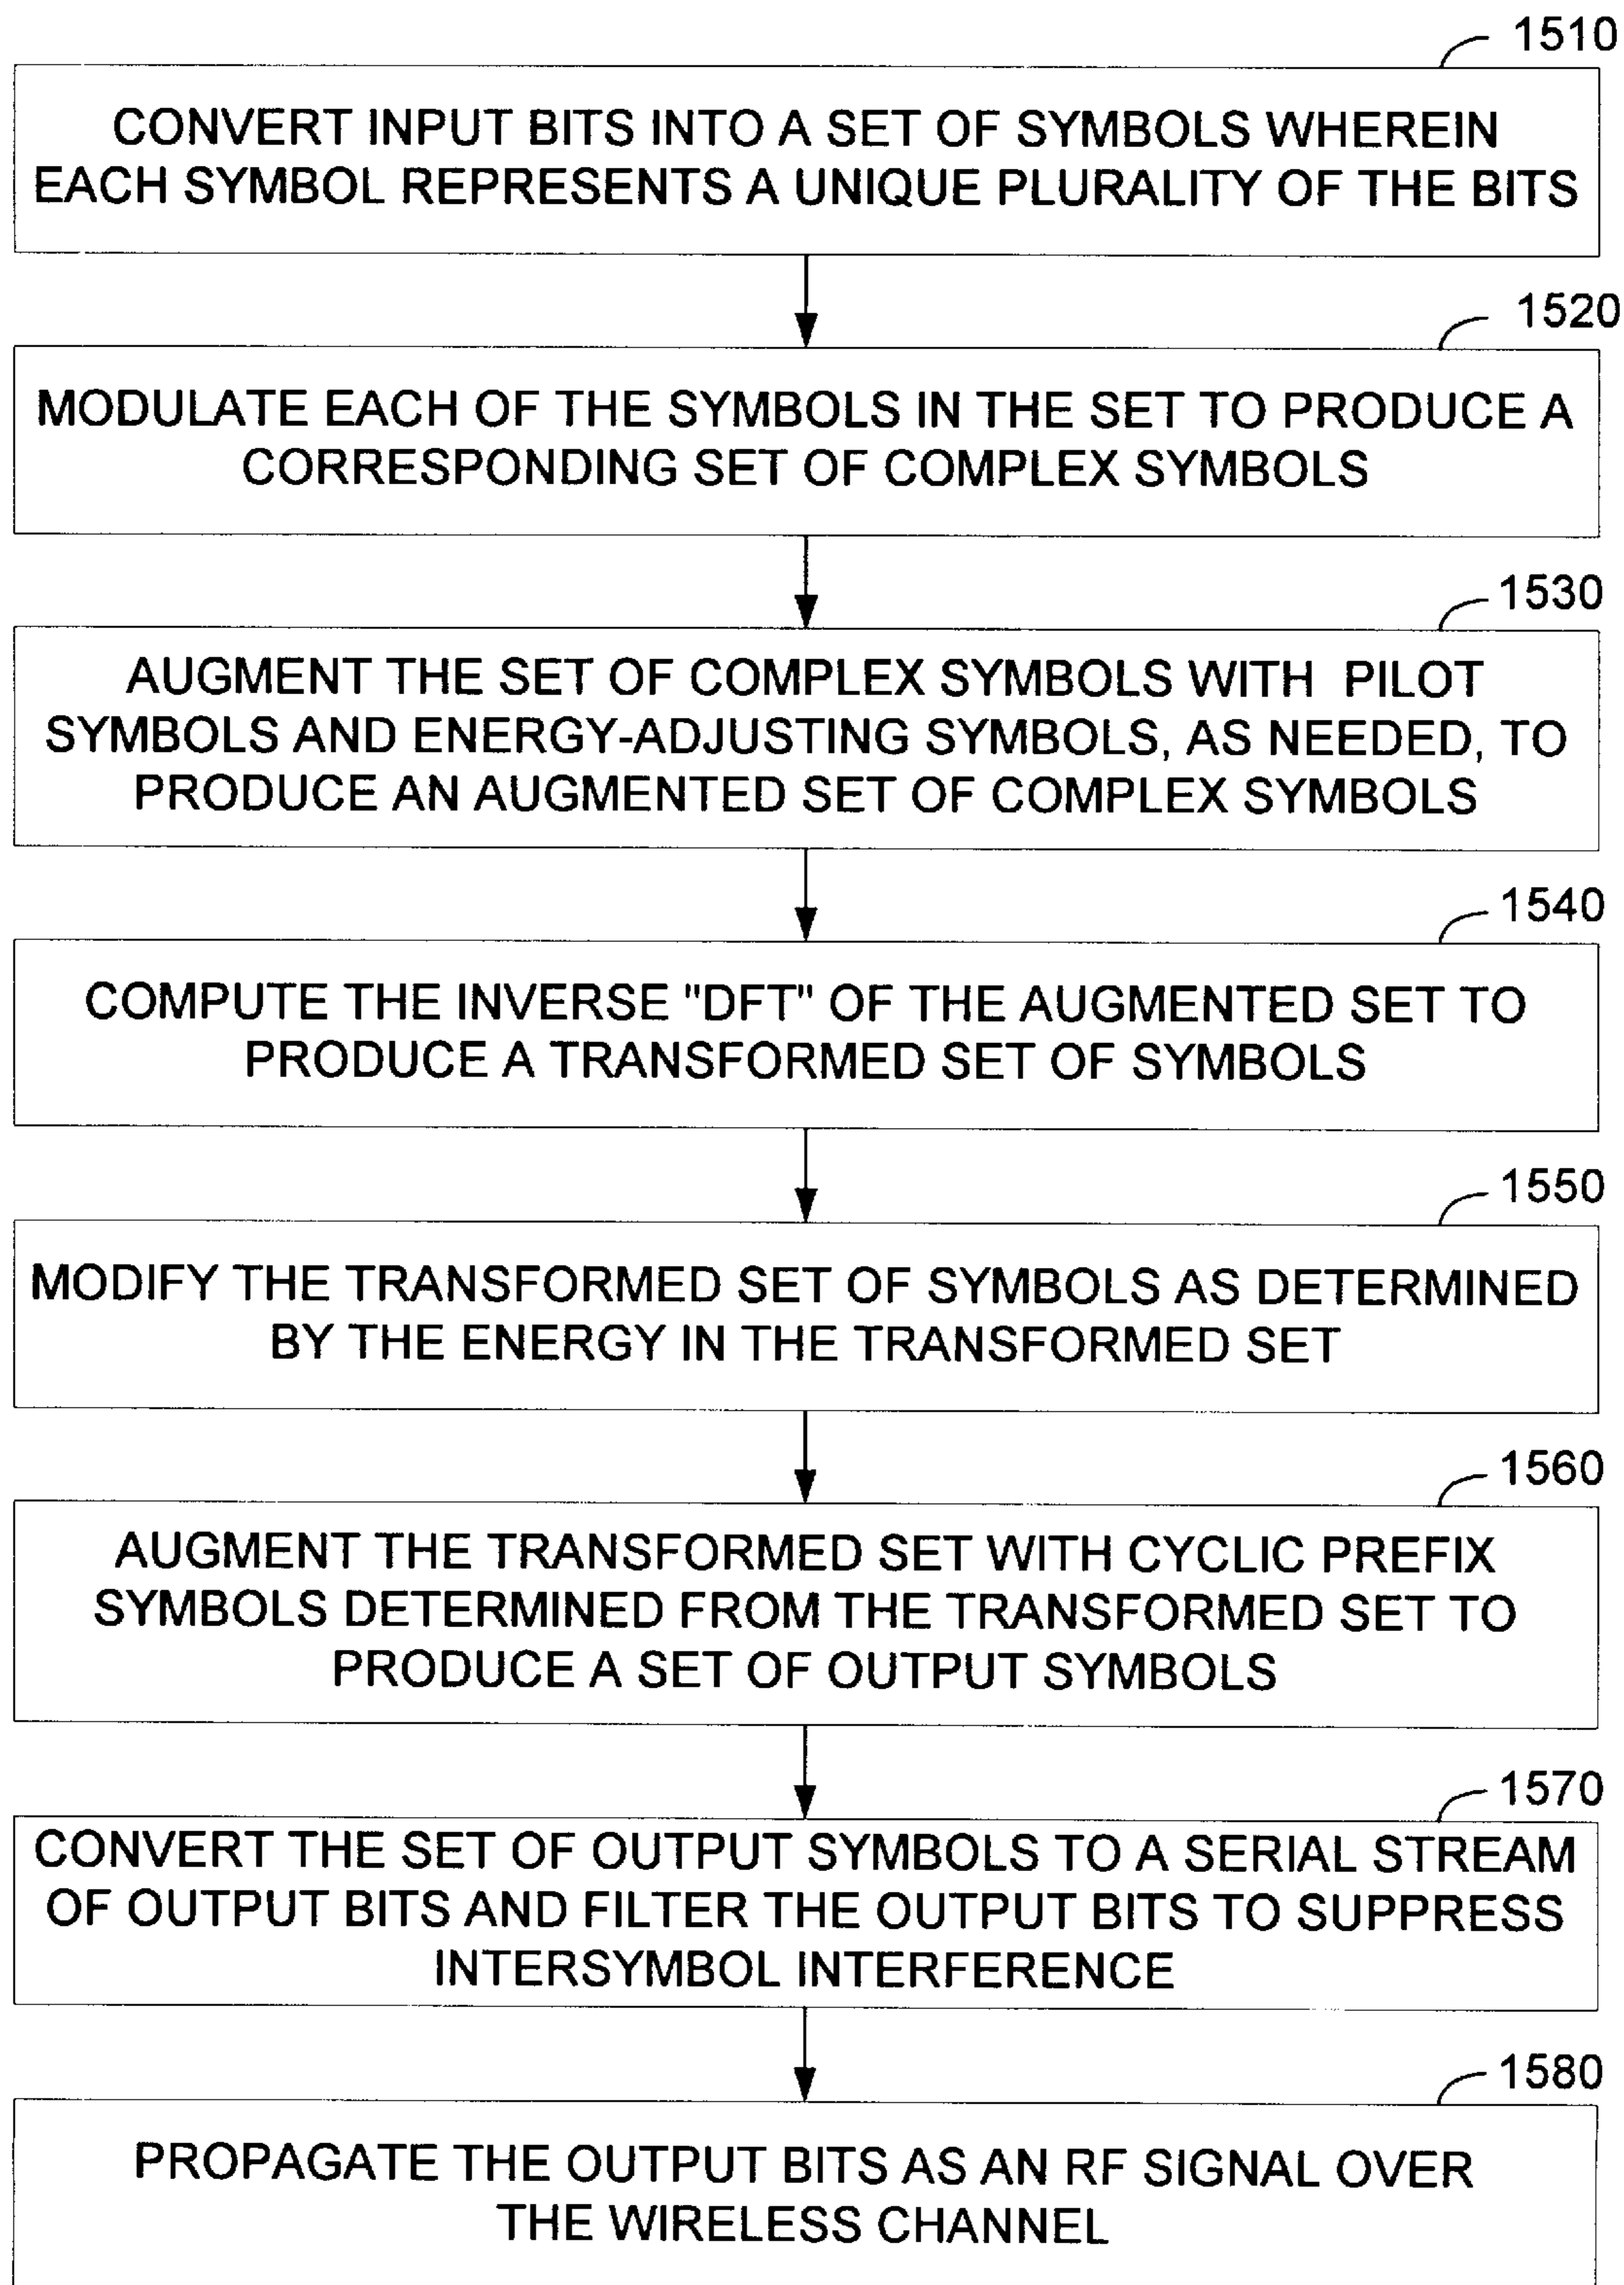 1510
CONVERT INPUT BITS INTO A SET OF SYMBOLS WHEREIN
EACH SYMBOL REPRESENTS A UNIQUE PLURALITY OF THE BITS
1520
MODULATE EACH OF THE SYMBOLS IN THE SET TO PRODUCE A
CORRESPONDING SET OF COMPLEX SYMBOLS
1530
AUGMENT THE SET OF COMPLEX SYMBOLS WITH PILOT
SYMBOLS AND ENERGY-ADJUSTING SYMBOLS, AS NEEDED, TO
PRODUCE AN AUGMENTED SET OF COMPLEX SYMBOLS
1540
COMPUTE THE INVERSE "DFT" OF THE AUGMENTED SET TO
PRODUCE A TRANSFORMED SET OF SYMBOLS
1550
MODIFY THE TRANSFORMED SET OF SYMBOLS AS DETERMINED
BY THE ENERGY IN THE TRANSFORMED SET
1560
AUGMENT THE TRANSFORMED SET WITH CYCLIC PREFIX
SYMBOLS DETERMINED FROM THE TRANSFORMED SET TO
PRODUCE A SET OF OUTPUT SYMBOLS
1570
CONVERT THE SET OF OUTPUT SYMBOLS TO A SERIAL STREAM
OF OUTPUT BITS AND FILTER THE OUTPUT BITS TO SUPPRESS
INTERSYMBOL INTERFERENCE
1580
PROPAGATE THE OUTPUT BITS AS AN RF SIGNAL OVER
THE WIRELESS CHANNEL